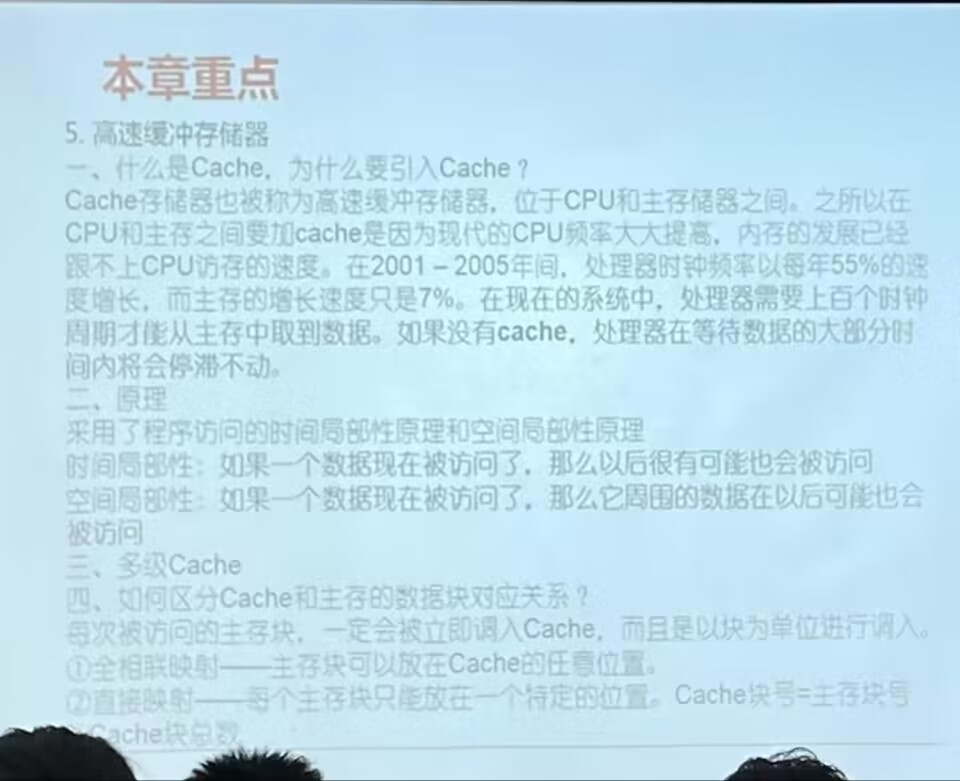 本章重点
5. 高速缓冲存储器
一、什么是Cache，为什么要引入Cache？
Cache存储器也被称为高速缓冲存储器，位于CPU和主存储器之间。之所以在
CPU和主存之间要加cache是因为现代的CPU频率大大提高，内存的发展已经
跟不上CPU访存的速度。在2001 – 2005年间，处理器时钟频率以每年55%的速
度增长，而主存的增长速度只是7%。在现在的系统中，处理器需要上百个时钟
周期才能从主存中取到数据。如果没有cache，处理器在等待数据的大部分时
间内将会停滞不动。
二、原理
采用了程序访问的时间局部性原理和空间局部性原理
时间局部性：如果一个数据现在被访问了，那么以后很有可能也会被访问
空间局部性：如果一个数据现在被访问了，那么它周围的数据在以后可能也会
被访问
三、多级Cache
四、如何区分Cache和主存的数据块对应关系？
每次被访问的主存块，一定会被立即调入Cache，而且是以块为单位进行调入。
①全相联映射——主存块可以放在Cache的任意位置。
②直接映射——每个主存块只能放在一个特定的位置。Cache块号=主存块号
Cache块总数